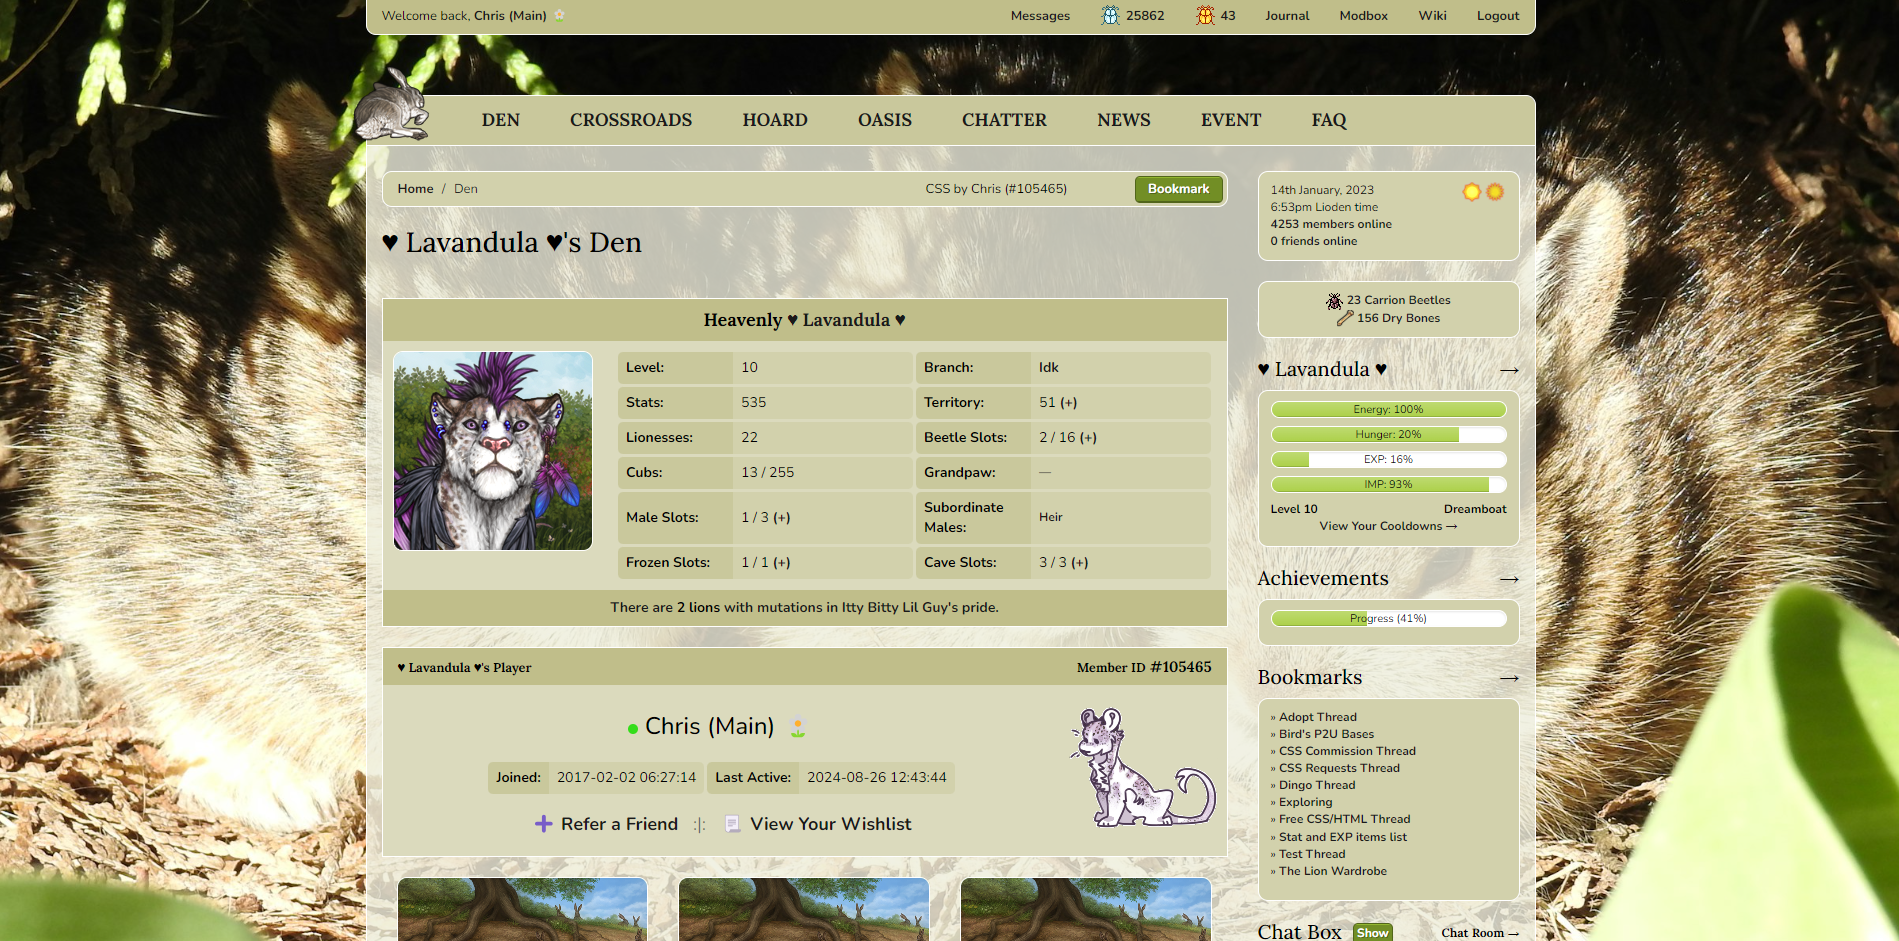 Welcome back, Chris (Main)
Messages 25862 43 Journal Modbox Wiki Logout
DEN CROSSROADS HOARD OASIS CHATTER NEWS EVENT FAQ
Home / Den CSS by Chris (#105465) Bookmark
♥ Lavandula ♥'s Den
Heavenly ♥ Lavandula ♥
Level: 10 Branch: Idk
Stats: 535 Territory: 51 (+)
Lionesses: 22 Beetle Slots: 2 / 16 (+)
Cubs: 13 / 255 Grandpaw: —
Male Slots: 1 / 3 (+) Subordinate
Males: Heir
Frozen Slots: 1 / 1 (+) Cave Slots: 3 / 3 (+)
There are 2 lions with mutations in Itty Bitty Lil Guy's pride.
♥ Lavandula ♥'s Player Member ID #105465
Chris (Main)
Joined: 2017-02-02 06:27:14 Last Active: 2024-08-26 12:43:44
Refer a Friend :|: View Your Wishlist
14th January, 2023
6:53pm Lioden time
4253 members online
0 friends online
23 Carrion Beetles
156 Dry Bones
♥ Lavandula ♥ →
Energy: 100%
Hunger: 20%
EXP: 16%
IMP: 93%
Level 10 Dreamboat
View Your Cooldowns →
Achievements →
Progress (41%)
Bookmarks →
» Adopt Thread
» Bird's P2U Bases
» CSS Commission Thread
» CSS Requests Thread
» Dingo Thread
» Exploring
» Free CSS/HTML Thread
» Stat and EXP items list
» Test Thread
» The Lion Wardrobe
Chat Box Show Chat Room →